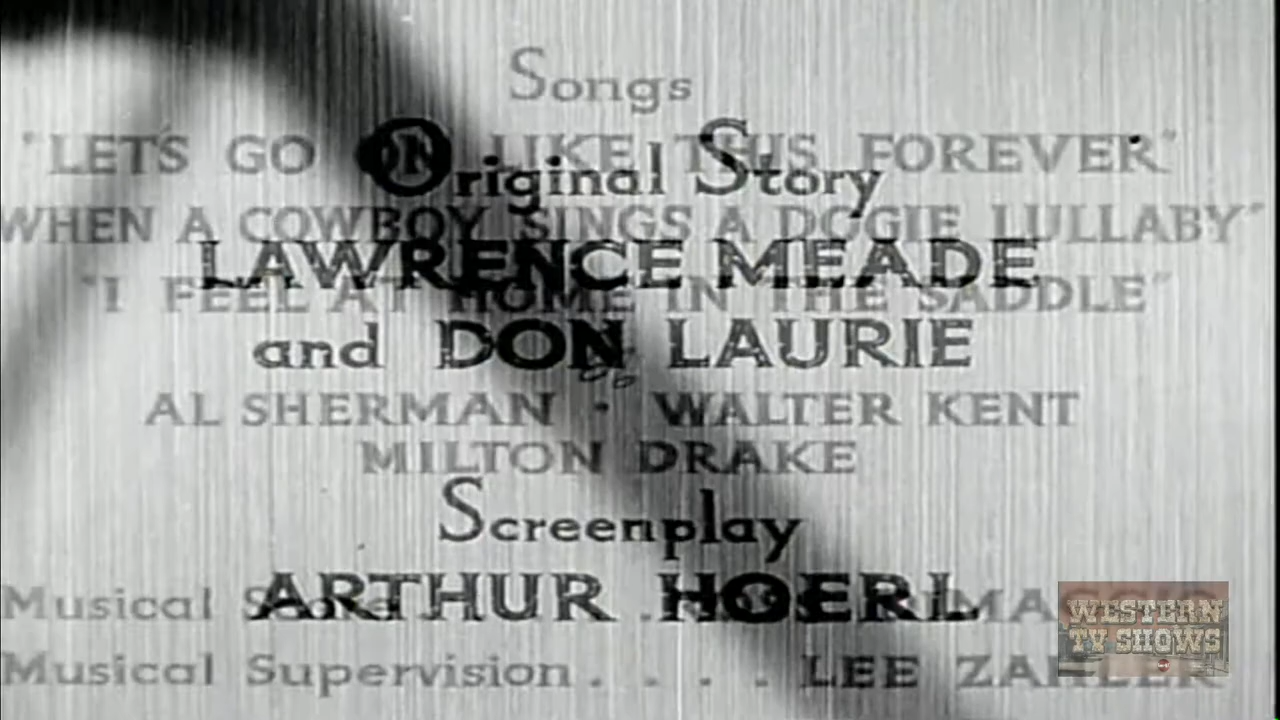 Songs
"LET'S GO ON LIKE THIS FOREVER"
Original Story
"WHEN A COWBOY SINGS A DOGIE LULLABY"
LAWRENCE MEADE
"I FEEL AT HOME IN THE SADDLE"
and DON LAURIE
AL SHERMAN · WALTER KENT
MILTON DRAKE
Screenplay
ARTHUR HOERL
Musical Score
Musical Supervision . . . . LEE ZAHLER
WESTERN
TV SHOWS